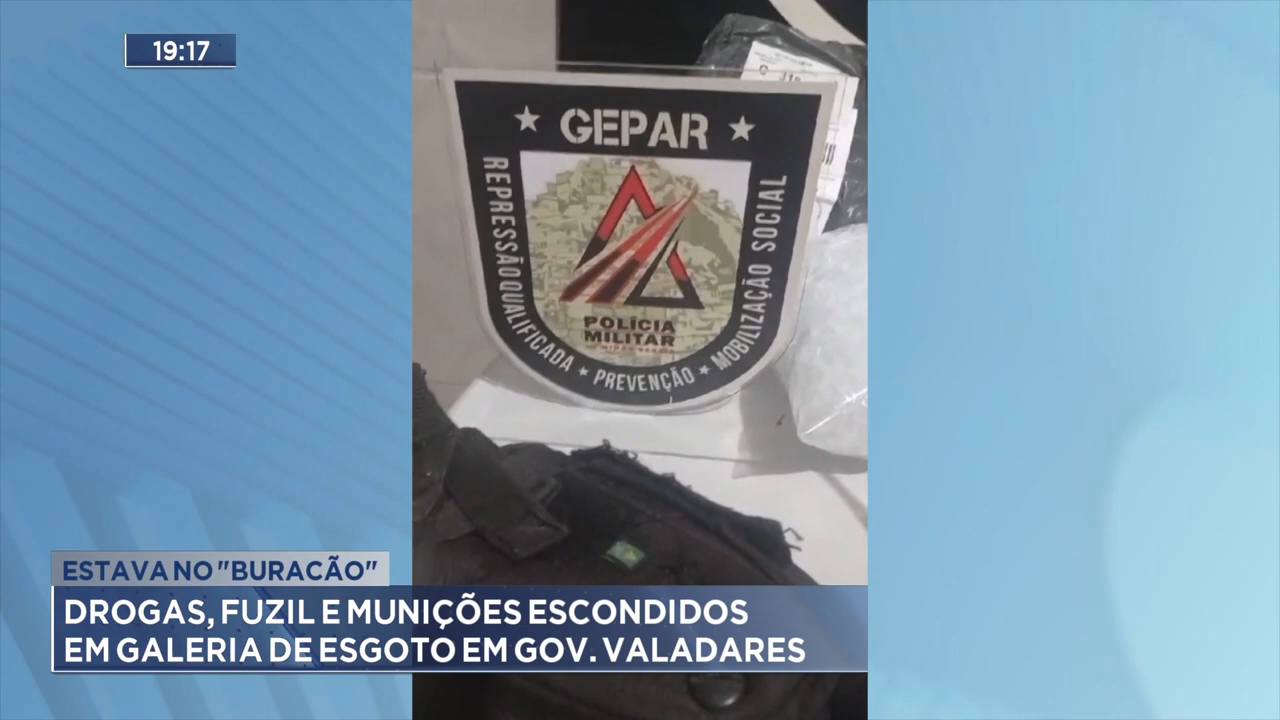 19:17
★ GEPAR ★
REPRESSÃO QUALIFICADA ★ PREVENÇÃO ★ MOBILIZAÇÃO SOCIAL
POLÍCIA
MILITAR
ESTAVA NO "BURACÃO"
DROGAS, FUZIL E MUNIÇÕES ESCONDIDOS
EM GALERIA DE ESGOTO EM GOV. VALADARES